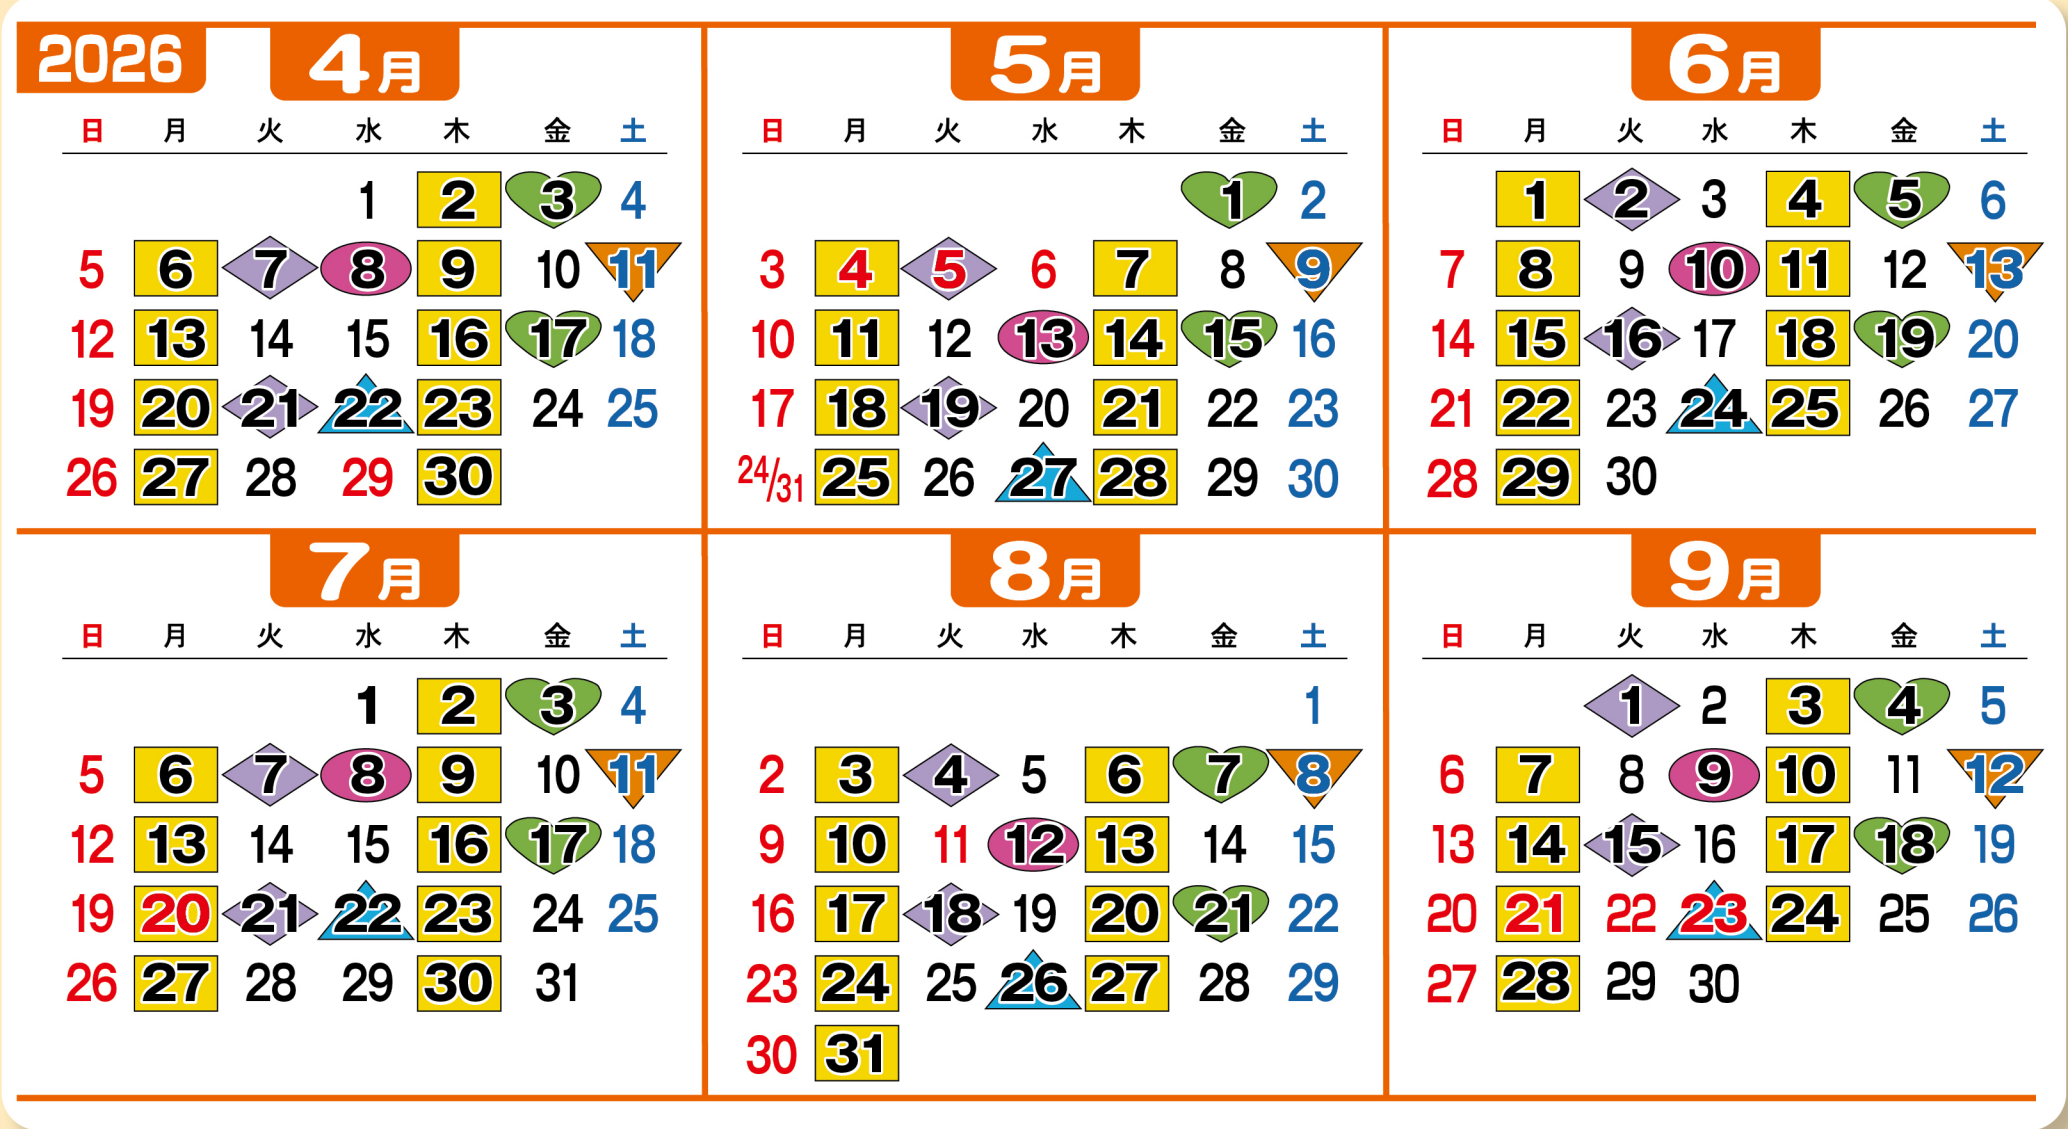 2026
4月
日 月 火 水 木 金 土
1 2 3 4
5 6 7 8 9 10 11
12 13 14 15 16 17 18
19 20 21 22 23 24 25
26 27 28 29 30
5月
日 月 火 水 木 金 土
1 2
3 4 5 6 7 8 9
10 11 12 13 14 15 16
17 18 19 20 21 22 23
24/31 25 26 27 28 29 30
6月
日 月 火 水 木 金 土
1 2 3 4 5 6
7 8 9 10 11 12 13
14 15 16 17 18 19 20
21 22 23 24 25 26 27
28 29 30
7月
日 月 火 水 木 金 土
1 2 3 4
5 6 7 8 9 10 11
12 13 14 15 16 17 18
19 20 21 22 23 24 25
26 27 28 29 30 31
8月
日 月 火 水 木 金 土
1
2 3 4 5 6 7 8
9 10 11 12 13 14 15
16 17 18 19 20 21 22
23 24 25 26 27 28 29
30 31
9月
日 月 火 水 木 金 土
1 2 3 4 5
6 7 8 9 10 11 12
13 14 15 16 17 18 19
20 21 22 23 24 25 26
27 28 29 30